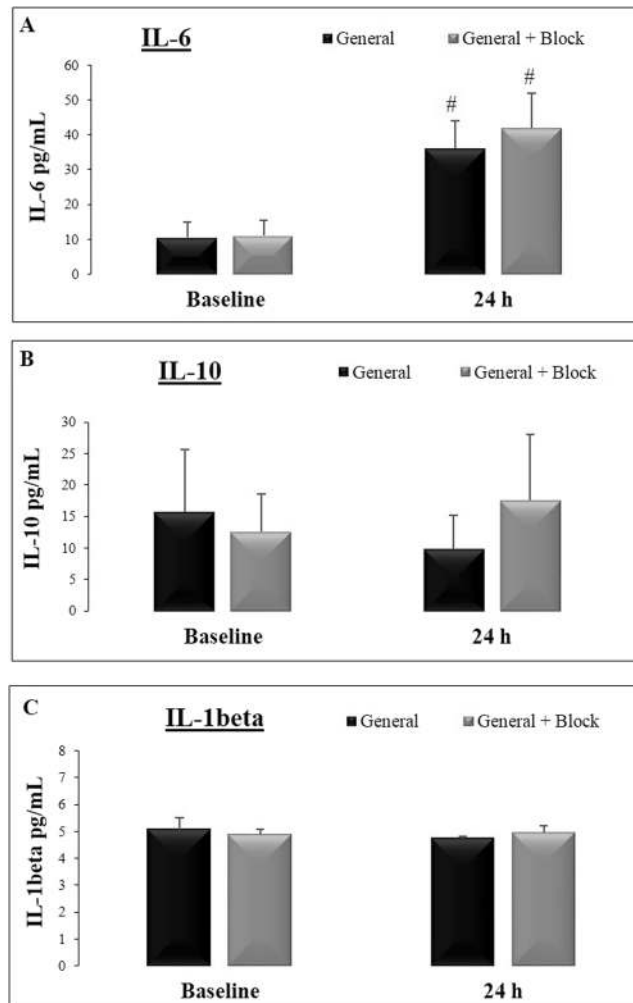 A
IL-6
General
General + Block
60
50
40
30
20
10
0
IL-6 pg/mL
#
#
Baseline
24 h
B
IL-10
General
General + Block
30
25
20
15
10
5
0
IL-10 pg/mL
Baseline
24 h
C
IL-1beta
General
General + Block
8
7
6
5
4
3
2
1
0
IL-1beta pg/mL
Baseline
24 h